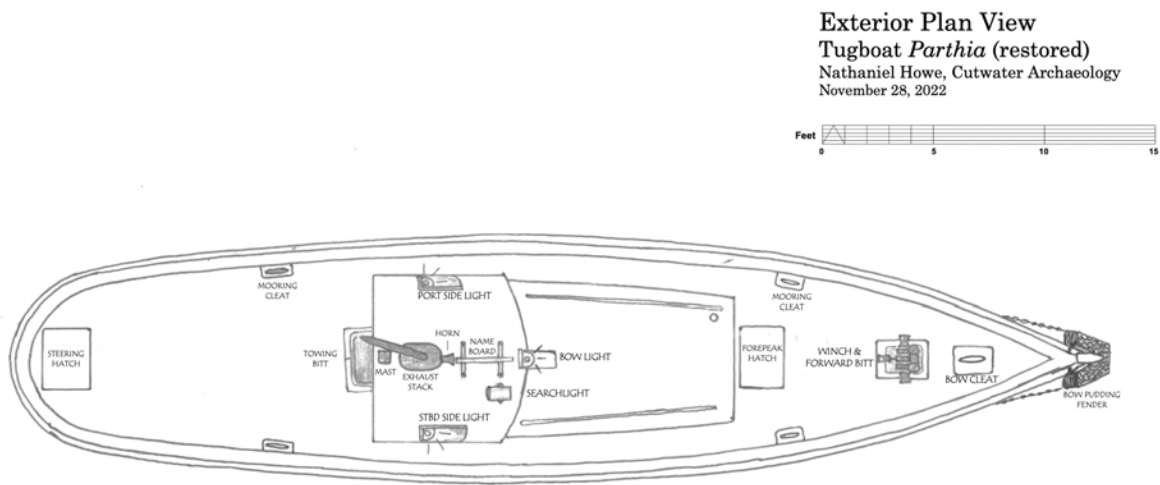 Exterior Plan View
Tugboat Parthia (restored)
Nathaniel Howe, Cutwater Archaeology
November 28, 2022
Feet
0 5 10 15
MOORING
CLEAT
PORT SIDE LIGHT
MOORING
CLEAT
STEERING
HATCH
TOWING
BITT
MAST
EXHAUST
STACK
HORN
NAME
BOARD
BOW LIGHT
SEARCHLIGHT
STBD SIDE LIGHT
FOREPEAK
HATCH
WINCH &
FORWARD BITT
BOW CLEAT
BOW PUDDING
FENDER